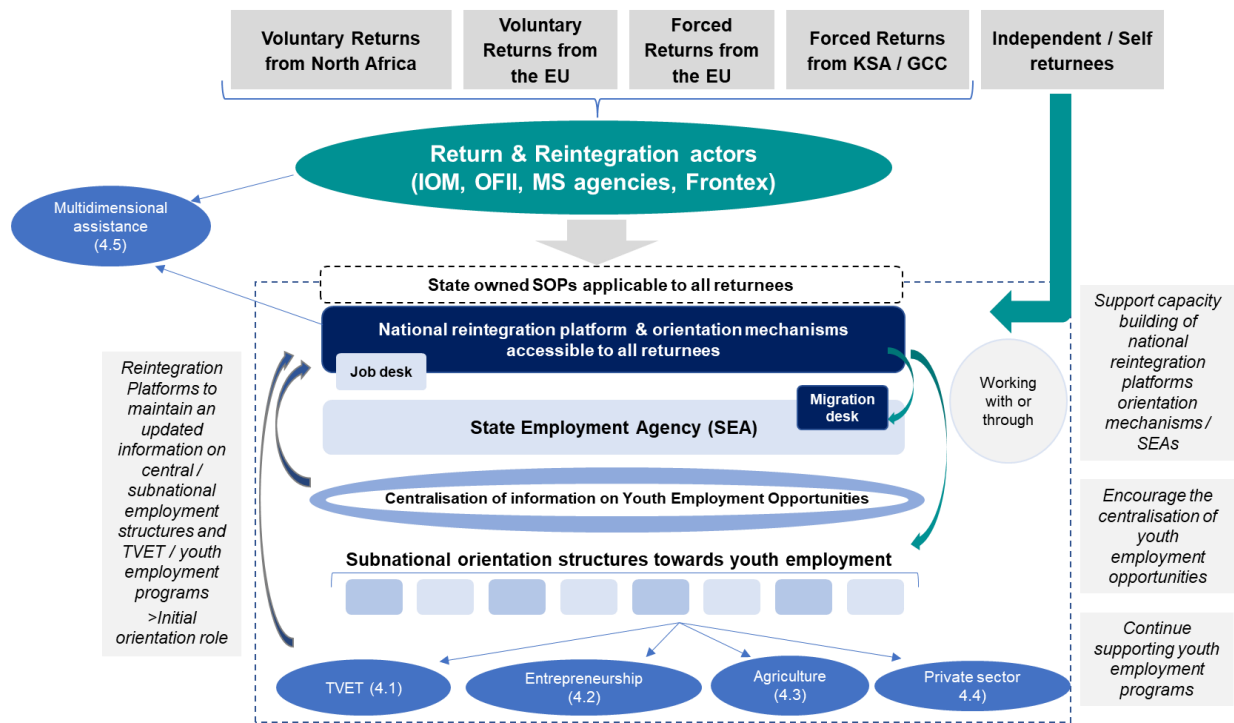 Voluntary Returns
from North Africa
Voluntary
Returns from
the EU
Forced
Returns from
the EU
Forced Returns
from KSA / GCC
Independent / Self
returnees
Return & Reintegration actors
(IOM, OFII, MS agencies, Frontex)
Multidimensional
assistance
(4.5)
State owned SOPs applicable to all returnees
National reintegration platform & orientation mechanisms
accessible to all returnees
Job desk
Migration
desk
State Employment Agency (SEA)
Working
with or
through
Centralisation of information on Youth Employment Opportunities
Subnational orientation structures towards youth employment
TVET (4.1)
Entrepreneurship
(4.2)
Agriculture
(4.3)
Private sector
4.4)
Reintegration
Platforms to
maintain an
updated
information on
central /
subnational
employment
structures and
TVET / youth
employment
programs
>Initial
orientation role
Support capacity
building of
national
reintegration
platforms
orientation
mechanisms /
SEAs
Encourage the
centralisation of
youth
employment
opportunities
Continue
supporting youth
employment
programs